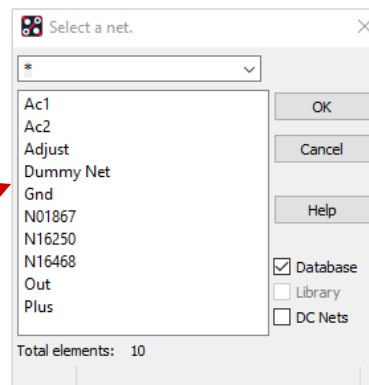 Select a net.
*
Ac1
Ac2
Adjust
Dummy Net
Gnd
N01867
N16250
N16468
Out
Plus
OK
Cancel
Help
Database
Library
DC Nets
Total elements: 10